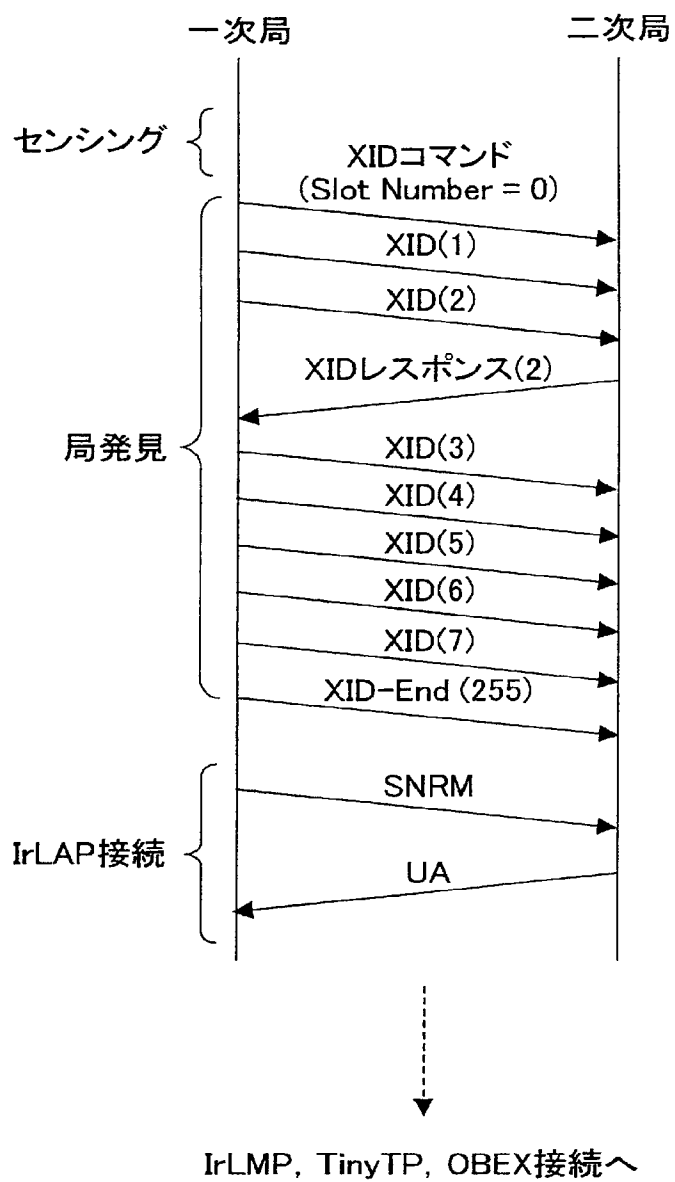 一次局
二次局
センシング
XIDコマンド
(Slot Number = 0)
XID(1)
XID(2)
XIDレスポンス(2)
局発見
XID(3)
XID(4)
XID(5)
XID(6)
XID(7)
XID-End (255)
SNRM
IrLAP接続
UA
IrLMP, TinyTP, OBEX接続へ